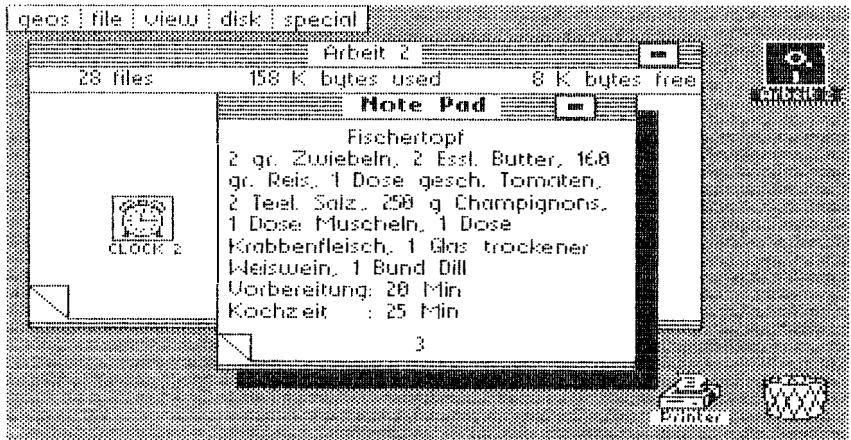 geos file view disk special
Arbeit 2
28 files 158 K bytes used 8 K bytes free
Note Pad
Fischertopf
2 gr. Zwiebeln, 2 Essl. Butter, 160
gr. Reis, 1 Dose gesch. Tomaten,
2 Teel. Salz, 250 g Champignons,
1 Dose Muscheln, 1 Dose
Krabbenfleisch, 1 Glas trockener
Weiswein, 1 Bund Dill
Vorbereitung: 20 Min
Kochzeit : 25 Min
3
CLOCK 2
Printer